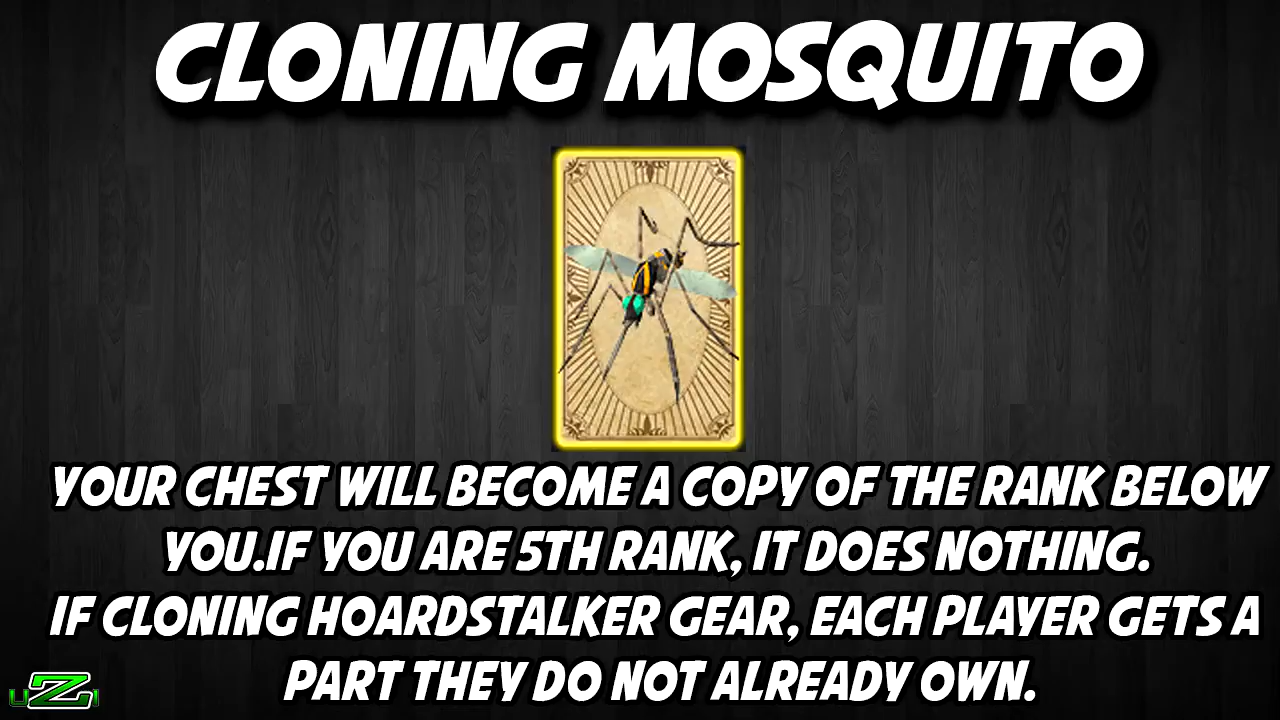 CLONING MOSQUITO
YOUR CHEST WILL BECOME A COPY OF THE RANK BELOW
YOU.IF YOU ARE 5TH RANK, IT DOES NOTHING.
IF CLONING HOARDSTALKER GEAR, EACH PLAYER GETS A
PART THEY DO NOT ALREADY OWN.
UZI